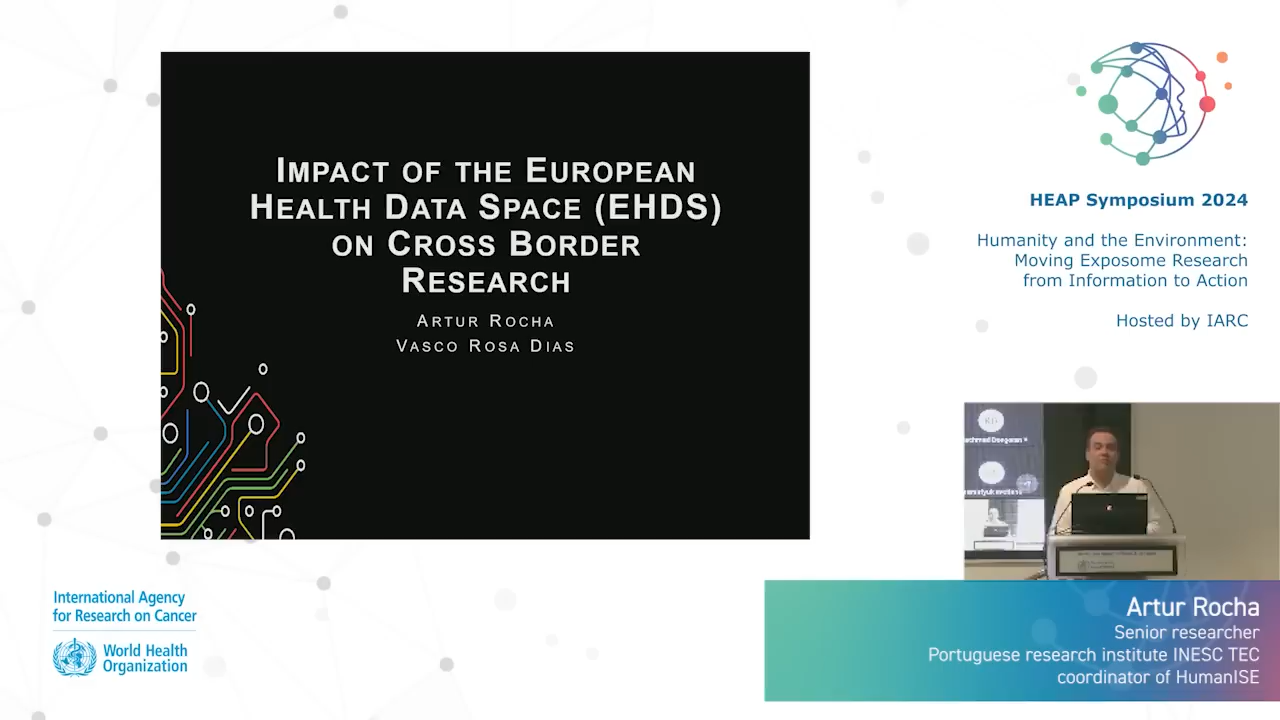 IMPACT OF THE EUROPEAN
HEALTH DATA SPACE (EHDS)
ON CROSS BORDER
RESEARCH
ARTUR ROCHA
VASCO ROSA DIAS
HEAP Symposium 2024
Humanity and the Environment:
Moving Exposome Research
from Information to Action
Hosted by IARC
International Agency
for Research on Cancer
World Health
Organization
Artur Rocha
Senior researcher
Portuguese research institute INESC TEC
coordinator of HumanISE